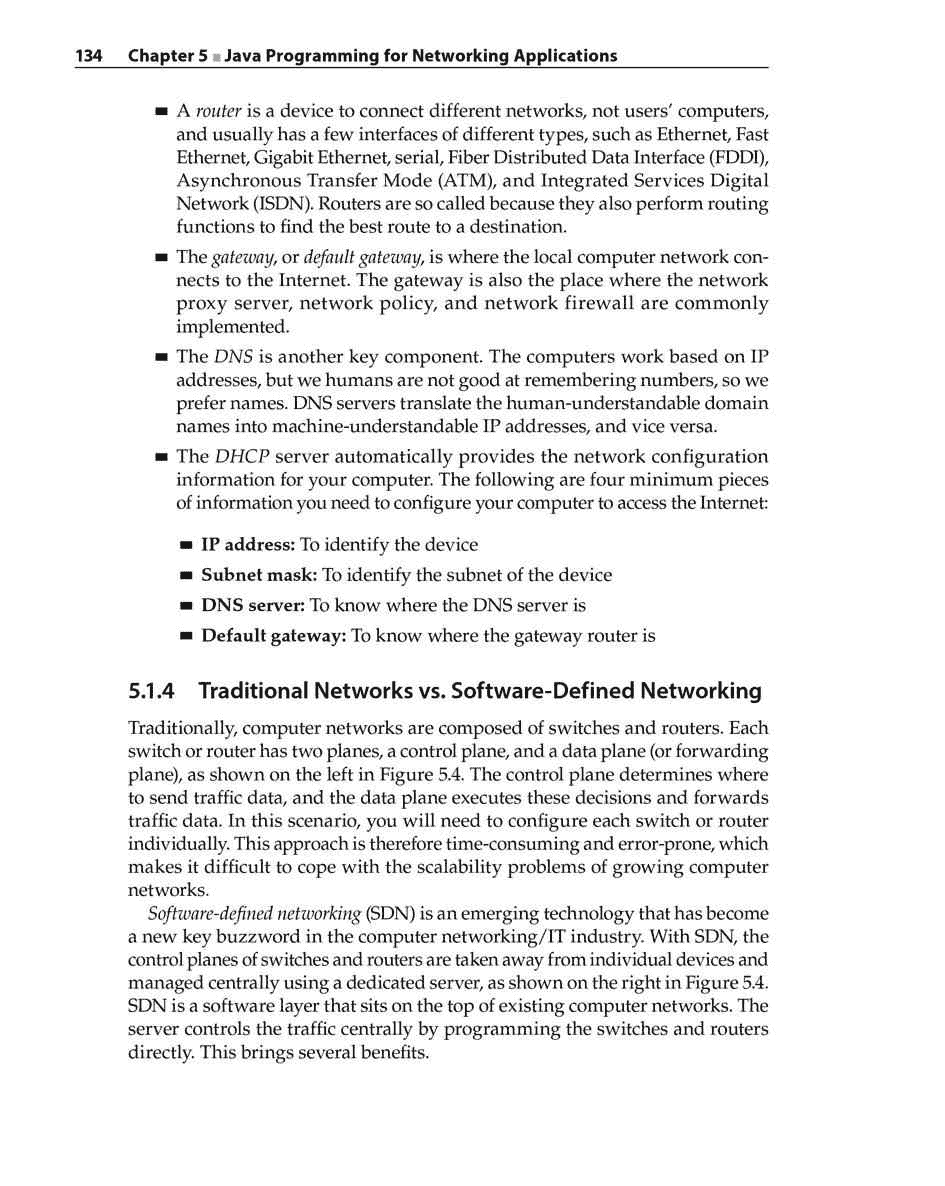 134 Chapter 5 ■ Java Programming for Networking Applications
■ A router is a device to connect different networks, not users’ computers,
and usually has a few interfaces of different types, such as Ethernet, Fast
Ethernet, Gigabit Ethernet, serial, Fiber Distributed Data Interface (FDDI),
Asynchronous Transfer Mode (ATM), and Integrated Services Digital
Network (ISDN). Routers are so called because they also perform routing
functions to find the best route to a destination.
■ The gateway, or default gateway, is where the local computer network con-
nects to the Internet. The gateway is also the place where the network
proxy server, network policy, and network firewall are commonly
implemented.
■ The DNS is another key component. The computers work based on IP
addresses, but we humans are not good at remembering numbers, so we
prefer names. DNS servers translate the human-understandable domain
names into machine-understandable IP addresses, and vice versa.
■ The DHCP server automatically provides the network configuration
information for your computer. The following are four minimum pieces
of information you need to configure your computer to access the Internet:
■ IP address: To identify the device
■ Subnet mask: To identify the subnet of the device
■ DNS server: To know where the DNS server is
■ Default gateway: To know where the gateway router is
5.1.4 Traditional Networks vs. Software-Defined Networking
Traditionally, computer networks are composed of switches and routers. Each
switch or router has two planes, a control plane, and a data plane (or forwarding
plane), as shown on the left in Figure 5.4. The control plane determines where
to send traffic data, and the data plane executes these decisions and forwards
traffic data. In this scenario, you will need to configure each switch or router
individually. This approach is therefore time-consuming and error-prone, which
makes it difficult to cope with the scalability problems of growing computer
networks.
Software-defined networking (SDN) is an emerging technology that has become
a new key buzzword in the computer networking/IT industry. With SDN, the
control planes of switches and routers are taken away from individual devices and
managed centrally using a dedicated server, as shown on the right in Figure 5.4.
SDN is a software layer that sits on the top of existing computer networks. The
server controls the traffic centrally by programming the switches and routers
directly. This brings several benefits.